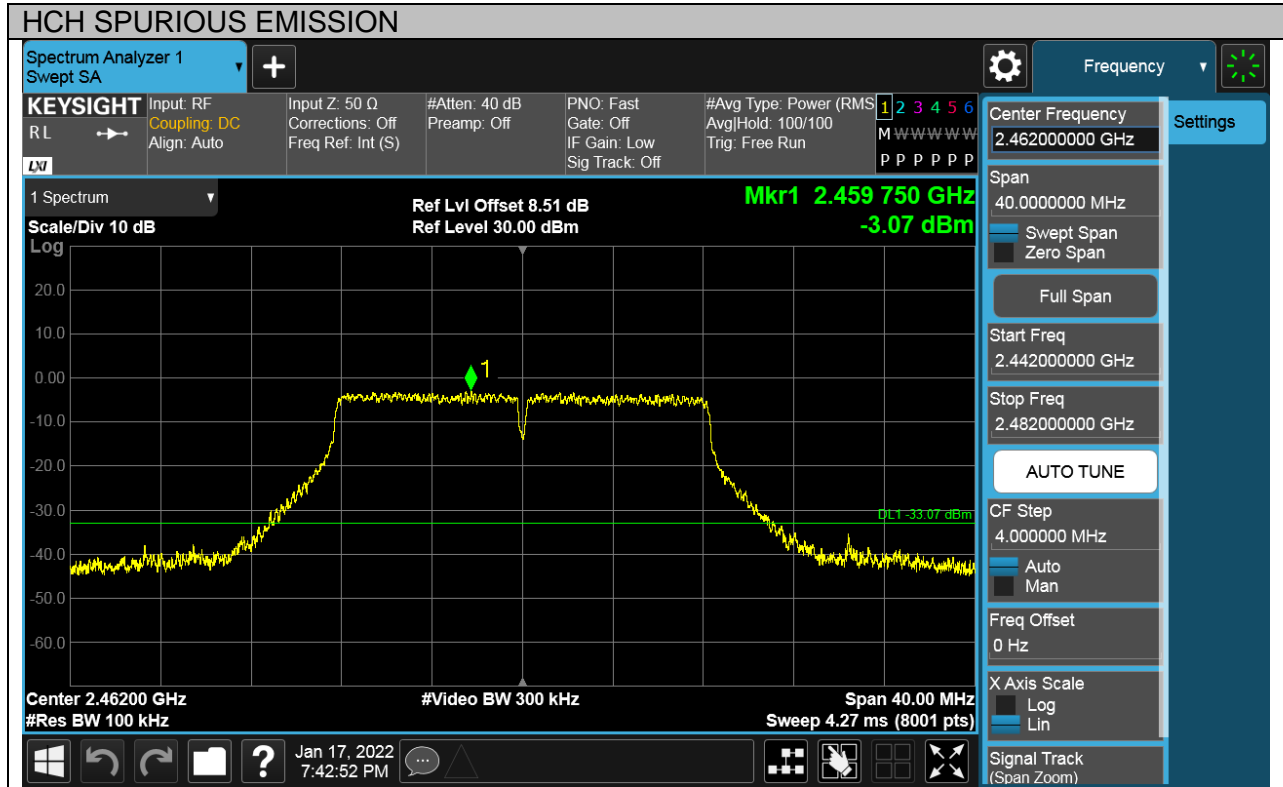 HCH SPURIOUS EMISSION
Spectrum Analyzer 1
Swept SA
+
Frequency
KEYSIGHT
RL
LXI
Input: RF
Coupling: DC
Align: Auto
Input Z: 50 Ω
Corrections: Off
Freq Ref: Int (S)
#Atten: 40 dB
Preamp: Off
PNO: Fast
Gate: Off
IF Gain: Low
Sig Track: Off
#Avg Type: Power (RMS
Avg|Hold: 100/100
Trig: Free Run
1 2 3 4 5 6
M W W W W W
P P P P P P
1 Spectrum
Scale/Div 10 dB
Ref Lvl Offset 8.51 dB
Ref Level 30.00 dBm
Mkr1 2.459 750 GHz
-3.07 dBm
Log
20.0
10.0
0.00
-10.0
-20.0
-30.0
-40.0
-50.0
-60.0
1
DL1 -33.07 dBm
Center 2.46200 GHz
#Video BW 300 kHz
Span 40.00 MHz
#Res BW 100 kHz
Sweep 4.27 ms (8001 pts)
?
Jan 17, 2022
7:42:52 PM
Center Frequency
2.462000000 GHz
Settings
Span
40.0000000 MHz
Swept Span
Zero Span
Full Span
Start Freq
2.442000000 GHz
Stop Freq
2.482000000 GHz
AUTO TUNE
CF Step
4.000000 MHz
Auto
Man
Freq Offset
0 Hz
X Axis Scale
Log
Lin
Signal Track
(Span Zoom)